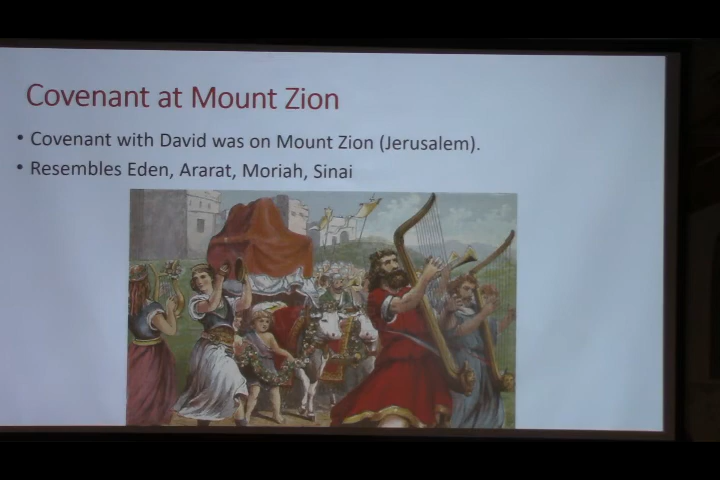 Covenant at Mount Zion
• Covenant with David was on Mount Zion (Jerusalem).
• Resembles Eden, Ararat, Moriah, Sinai